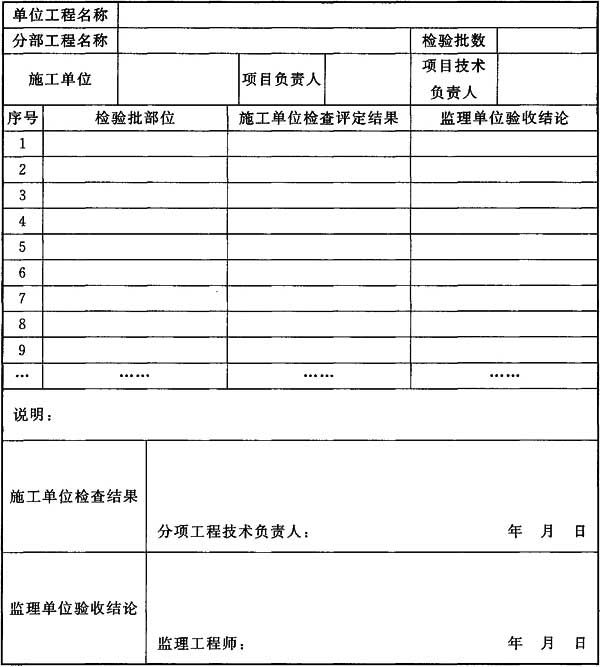 单位工程名称
分部工程名称 检验批数
施工单位 项目负责人 项目技术
负责人
序号 检验批部位 施工单位检查评定结果 监理单位验收结论
1
2
3
4
5
6
7
8
9
… …… …… ……
说明：
施工单位检查结果
分项工程技术负责人： 年 月 日
监理单位验收结论
监理工程师： 年 月 日